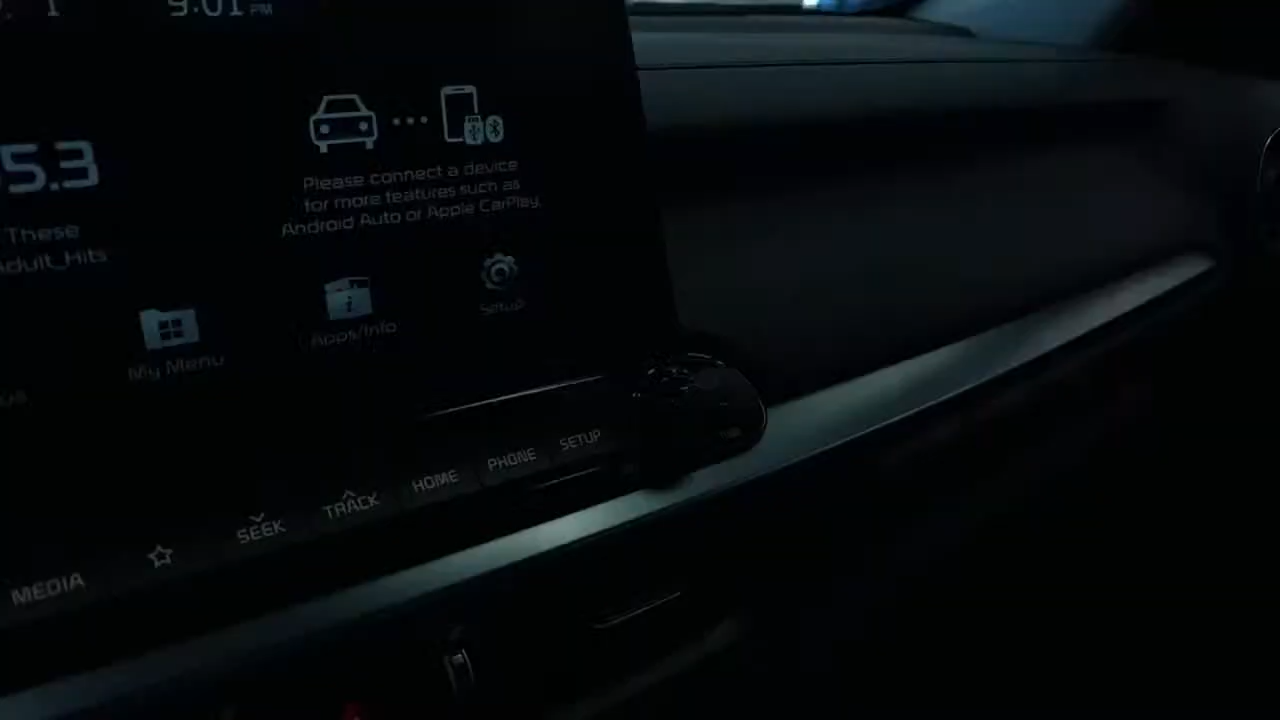 1
9:01 PM
5.3
Please connect a device
for more features such as
Android Auto or Apple CarPlay.
These
Adult_Hits
My Menu
Apps/Info
Setup
MEDIA
SEEK
TRACK
HOME
PHONE
SETUP